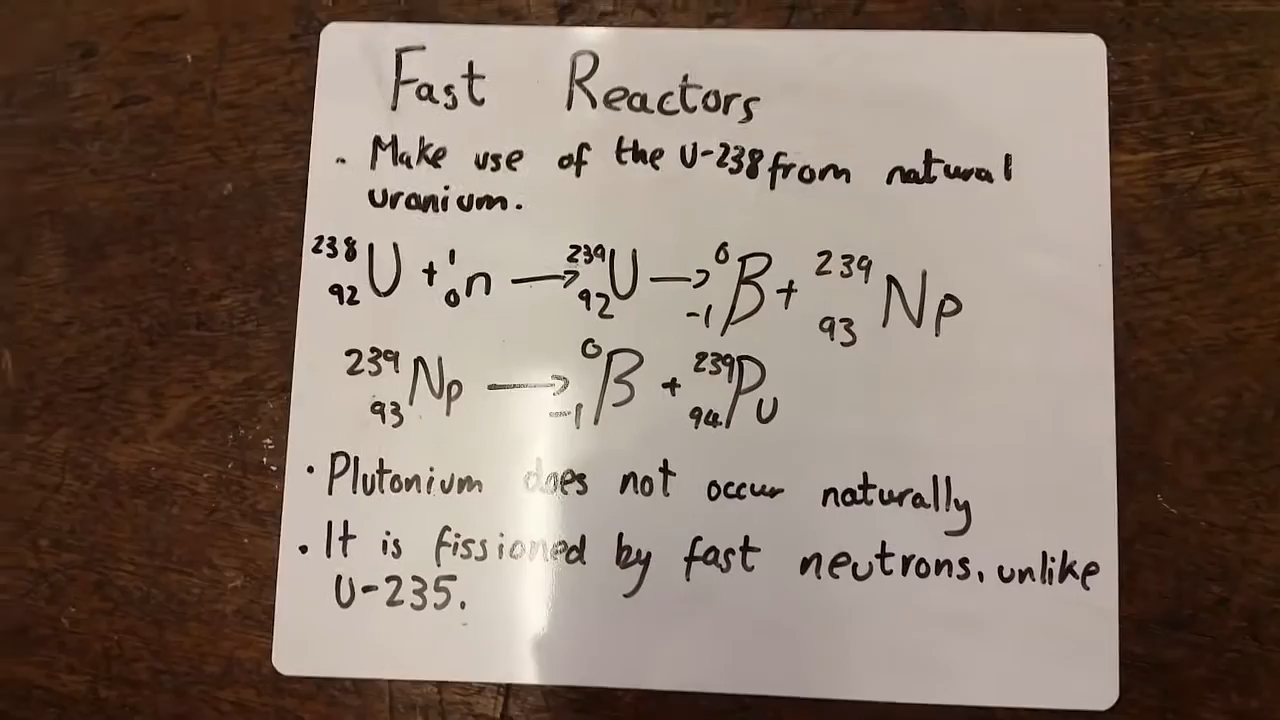 Fast Reactors
. Make use of the U-238 from natural
uranium.
²³⁸₉₂U + ¹₀n → ²³⁹₉₂U → ⁰₋₁β + ²³⁹₉₃Np
²³⁹₉₃Np → ⁰₋₁β + ²³⁹₉₄Pu
• Plutonium does not occur naturally
• It is fissioned by fast neutrons, unlike
U-235.